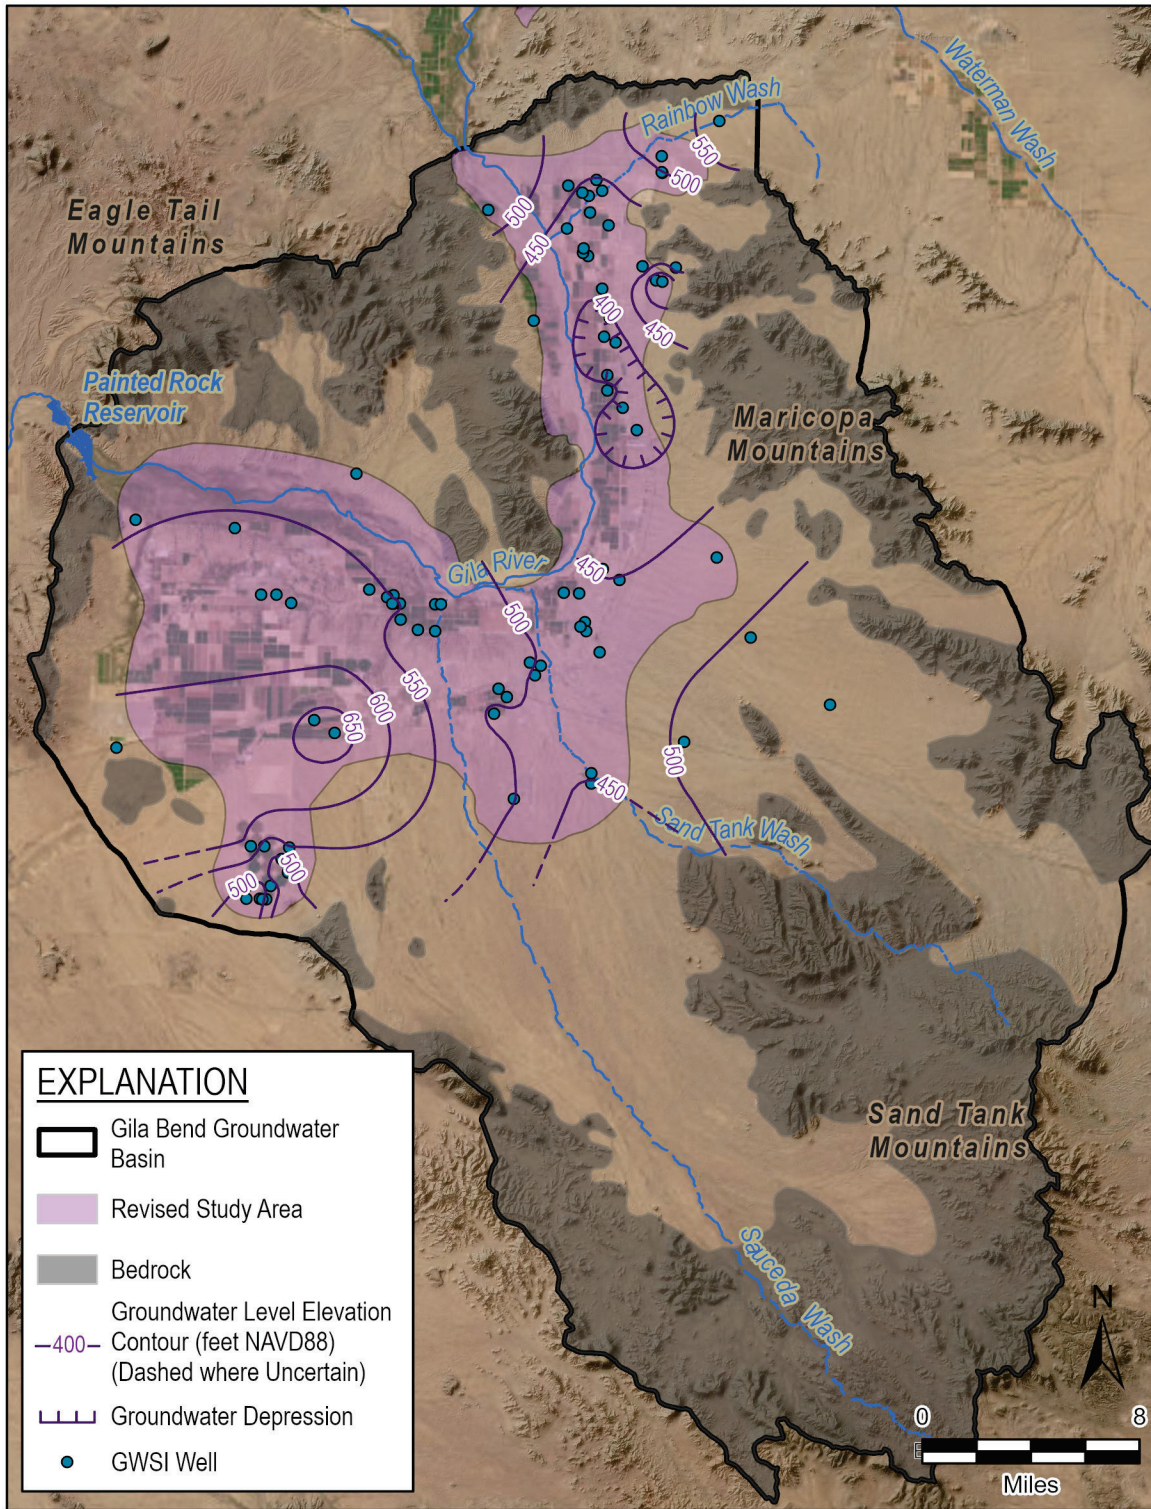 Waterman Wash
Rainbow Wash
550
500
Eagle Tail
Mountains
500
450
400
450
Painted Rock
Reservoir
Maricopa
Mountains
Gila River
450
500
550
600
650
500
450
Sand Tank Wash
500
500
Sand Tank
Mountains
Sauceda Wash
EXPLANATION
Gila Bend Groundwater
Basin
Revised Study Area
Bedrock
Groundwater Level Elevation
—400— Contour (feet NAVD88)
(Dashed where Uncertain)
Groundwater Depression
GWSI Well
N
0 8
Miles